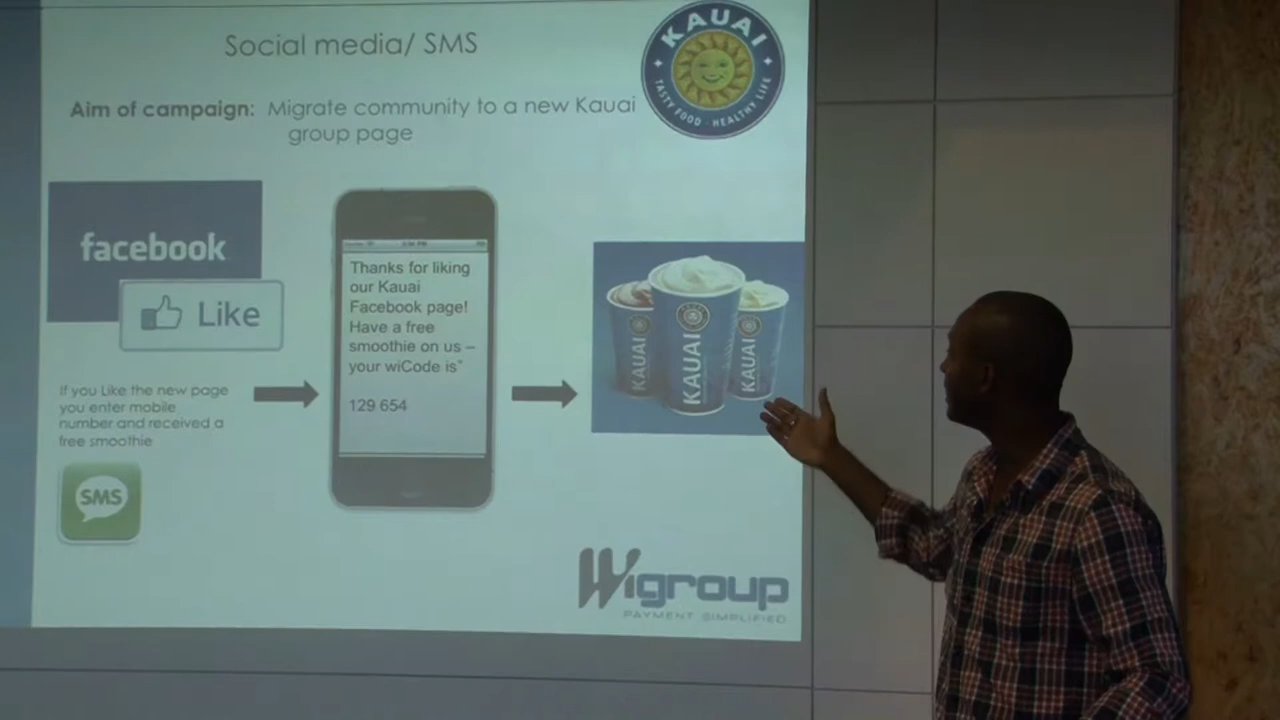 Social media/ SMS
KAUAI
TASTY FOOD · HEALTHY LIFE
Aim of campaign: Migrate community to a new Kauai
group page
facebook
Like
If you Like the new page
you enter mobile
number and received a
free smoothie
SMS
Thanks for liking
our Kauai
Facebook page!
Have a free
smoothie on us –
your wiCode is"
129 654
KAUAI
KAUAI
KAUAI
Wigroup
PAYMENT SIMPLIFIED